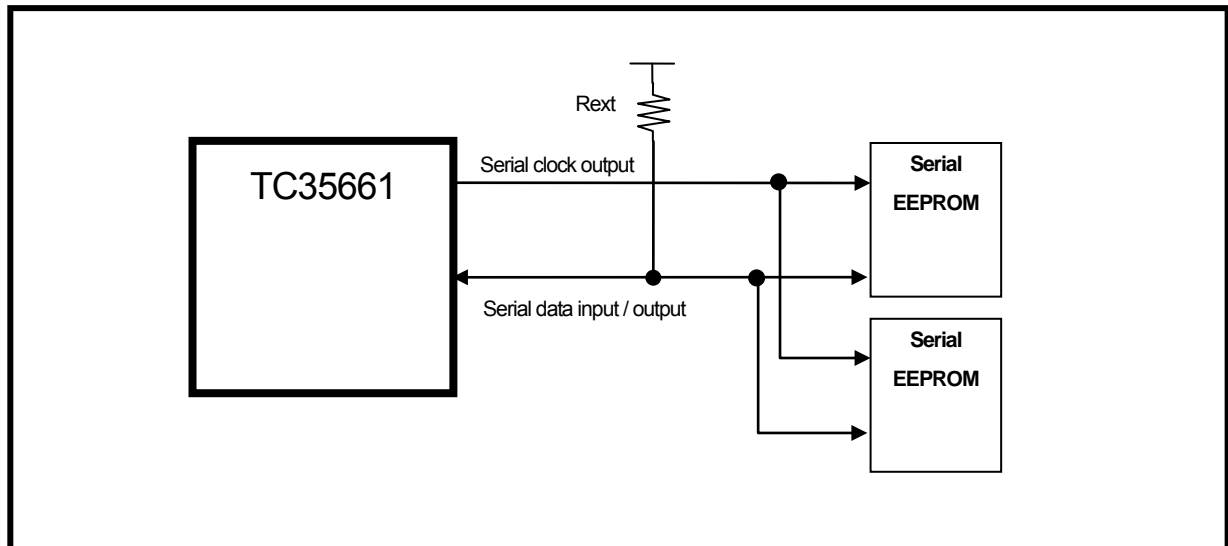 Rext
TC35661
Serial clock output
Serial
EEPROM
Serial data input / output
Serial
EEPROM